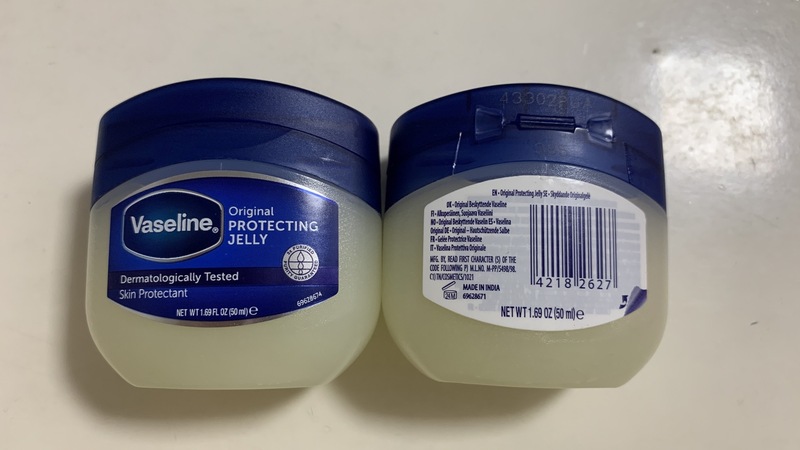 Vaseline®
Original
PROTECTING
JELLY
Dermatologically Tested
Skin Protectant
NET WT 1.69 FL OZ (50 ml) ℮
69628674
EN - Original Protecting Jelly SE - Skyddande Originalgelé
DK - Original Beskyttende Vaseline
FI - Alkuperäinen, Suojaava Vaseliini
NO - Original Beskyttende Vaselin ES - Vaselina
Original DE - Original – Hautschützende Salbe
FR - Gelée Protectrice Vaseline
IT - Vaselina Protettiva Originale
MFG. BY, READ FIRST CHARACTER (S) OF THE
CODE FOLLOWING P) M.L.NO. M-PP/5498/98.
C1) TN/COSMETICS/1023
24M
MADE IN INDIA
69628671
4218 2627
NET WT 1.69 OZ (50 ml) ℮